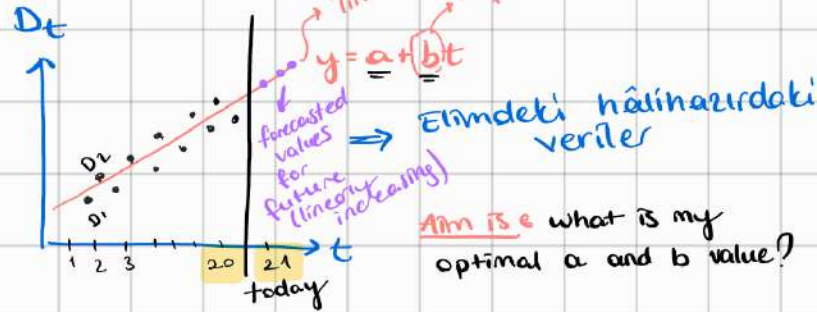 Dt
y = a + b t
D2
D1
forecasted
values
for
future
(linearly
increasing)
⇒ Elimdeki hâlihazırdaki
veriler
Aim is: what is my
optimal a and b value?
1 2 3 20 21 t
today